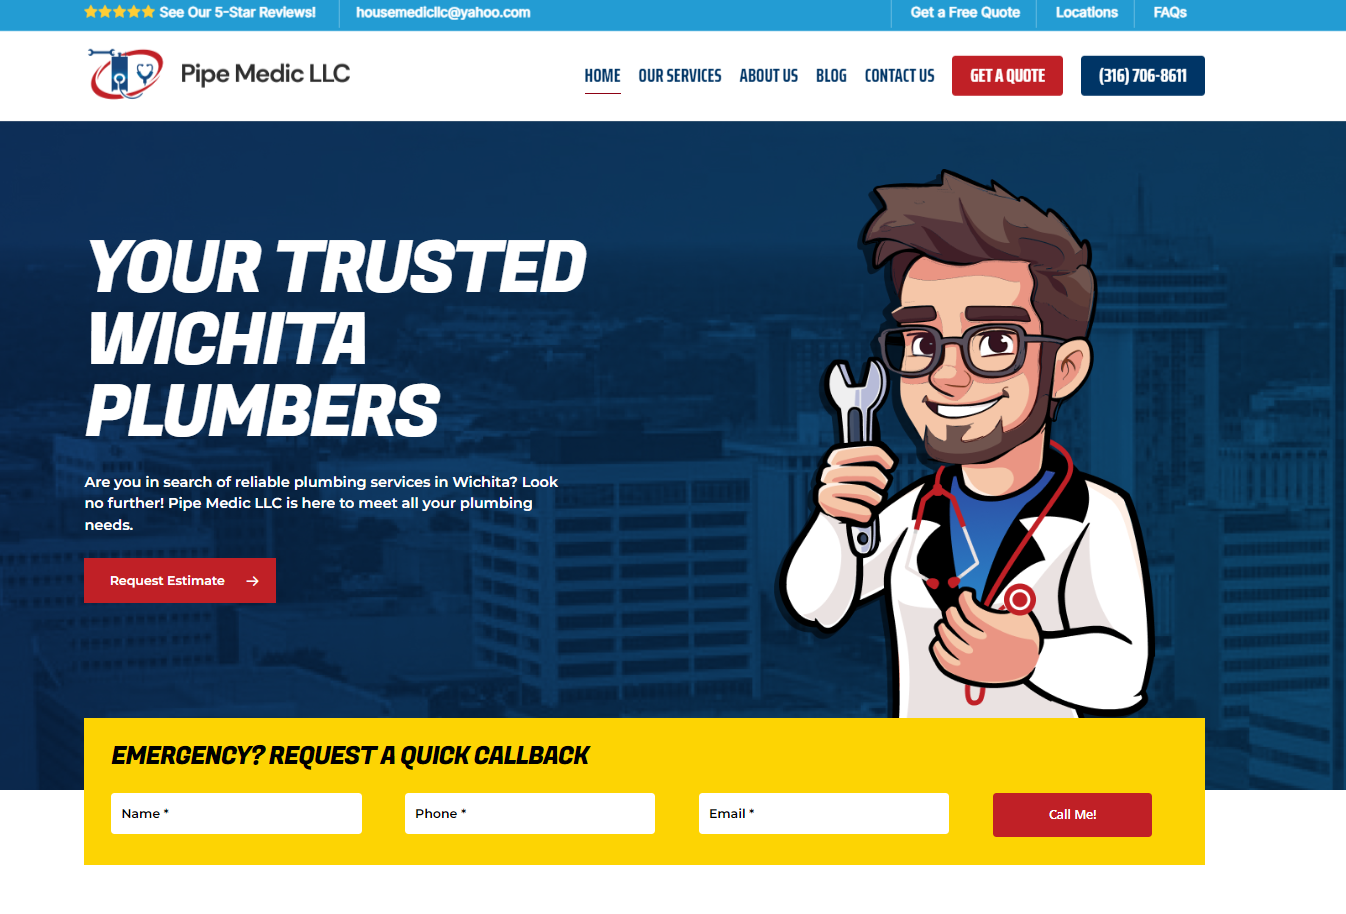 See Our 5-Star Reviews!
housemedicllc@yahoo.com
Get a Free Quote
Locations
FAQs
Pipe Medic LLC
HOME
OUR SERVICES
ABOUT US
BLOG
CONTACT US
GET A QUOTE
(316) 706-8611
YOUR TRUSTED
WICHITA
PLUMBERS
Are you in search of reliable plumbing services in Wichita? Look
no further! Pipe Medic LLC is here to meet all your plumbing
needs.
Request Estimate
EMERGENCY? REQUEST A QUICK CALLBACK
Name *
Phone *
Email *
Call Me!